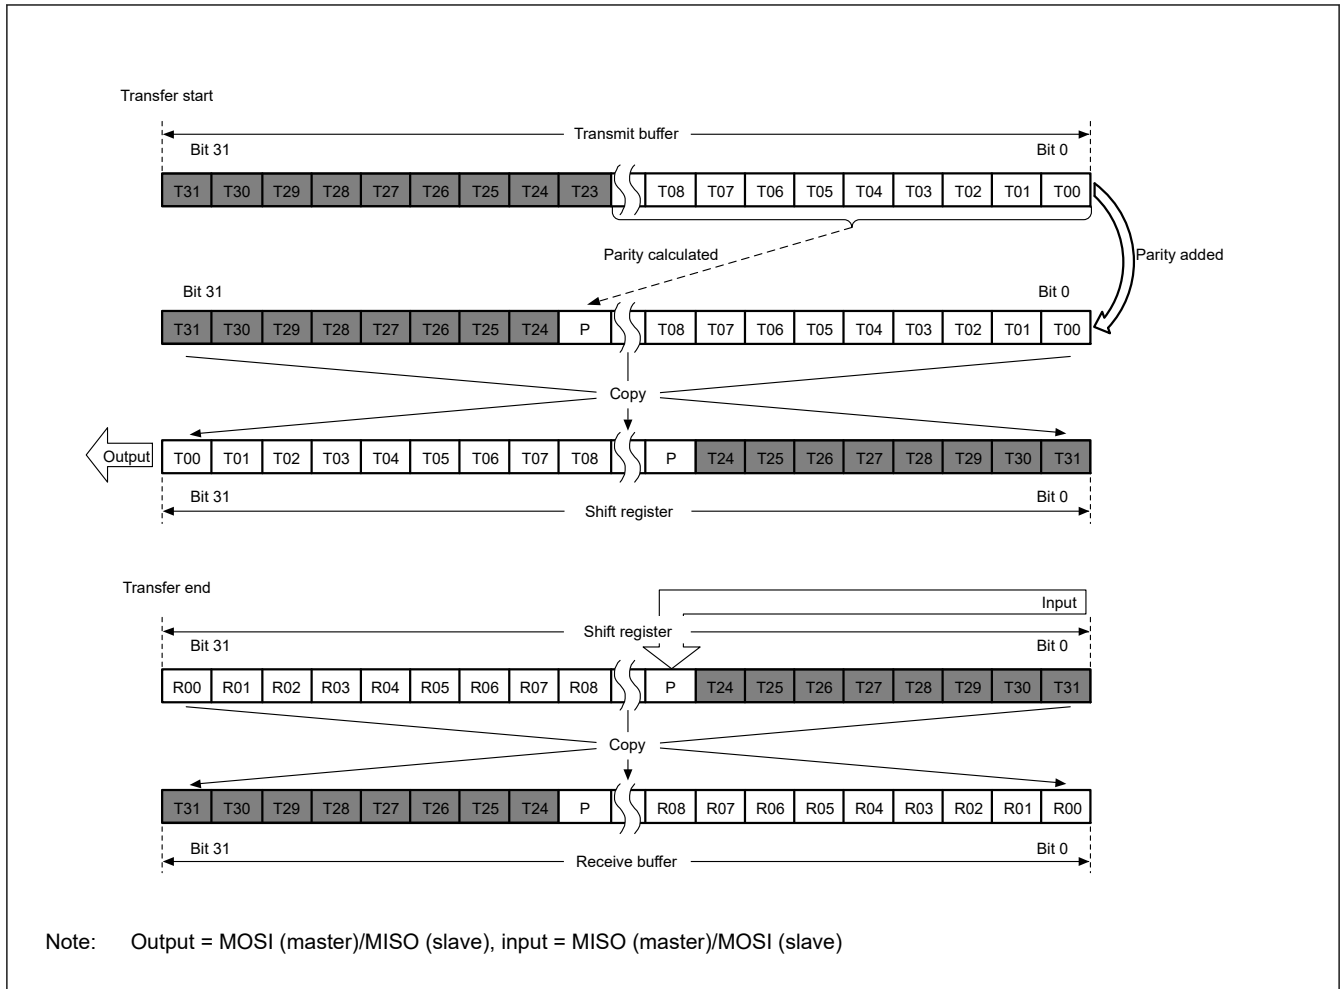 Transfer start
Transmit buffer
Bit 31 Bit 0
T31 T30 T29 T28 T27 T26 T25 T24 T23 T08 T07 T06 T05 T04 T03 T02 T01 T00
Parity calculated Parity added
Bit 31 Bit 0
T31 T30 T29 T28 T27 T26 T25 T24 P T08 T07 T06 T05 T04 T03 T02 T01 T00
Copy
Output T00 T01 T02 T03 T04 T05 T06 T07 T08 P T24 T25 T26 T27 T28 T29 T30 T31
Bit 31 Bit 0
Shift register
Transfer end
Input
Shift register
Bit 31 Bit 0
R00 R01 R02 R03 R04 R05 R06 R07 R08 P T24 T25 T26 T27 T28 T29 T30 T31
Copy
T31 T30 T29 T28 T27 T26 T25 T24 P R08 R07 R06 R05 R04 R03 R02 R01 R00
Bit 31 Bit 0
Receive buffer
Note: Output = MOSI (master)/MISO (slave), input = MISO (master)/MOSI (slave)